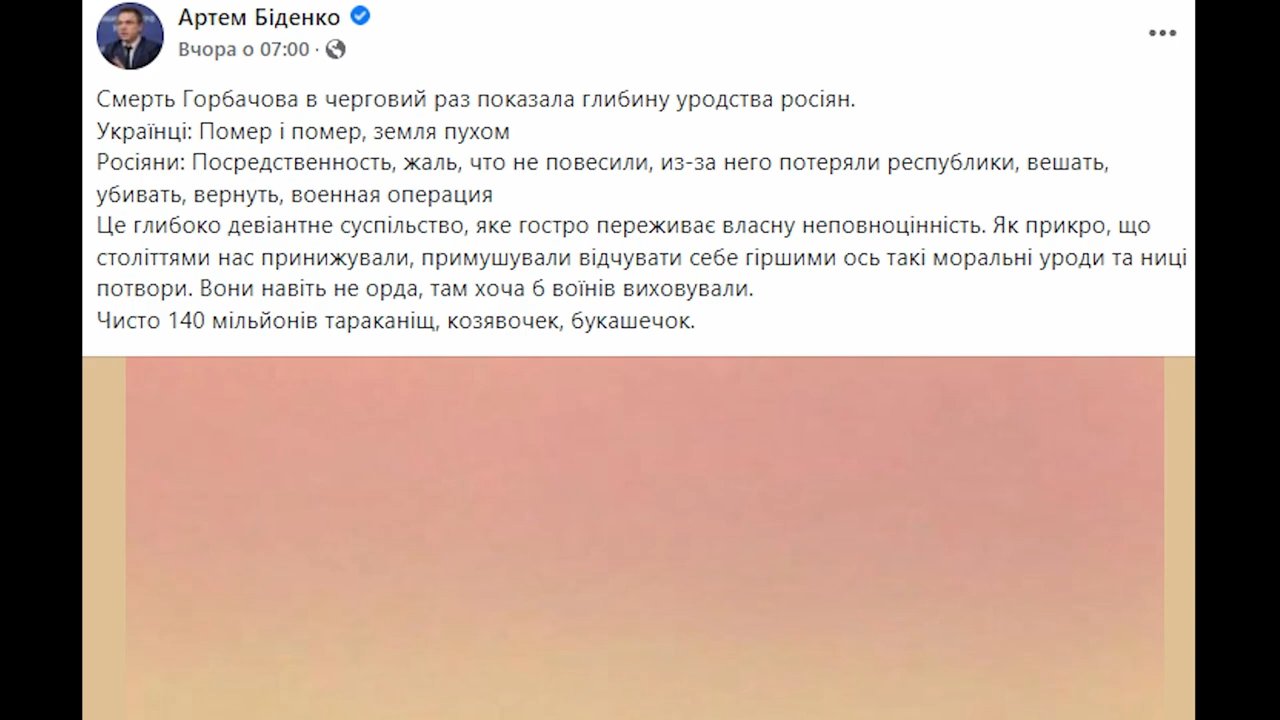 Артем Біденко
Вчора о 07:00 ·
Смерть Горбачова в черговий раз показала глибину уродства росіян.
Українці: Помер і помер, земля пухом
Росіяни: Посредственность, жаль, что не повесили, из-за него потеряли республики, вешать,
убивать, вернуть, военная операция
Це глибоко девіантне суспільство, яке гостро переживає власну неповноцінність. Як прикро, що
століттями нас принижували, примушували відчувати себе гіршими ось такі моральні уроди та ниці
потвори. Вони навіть не орда, там хоча б воїнів виховували.
Чисто 140 мільйонів тараканіщ, козявочек, букашечок.